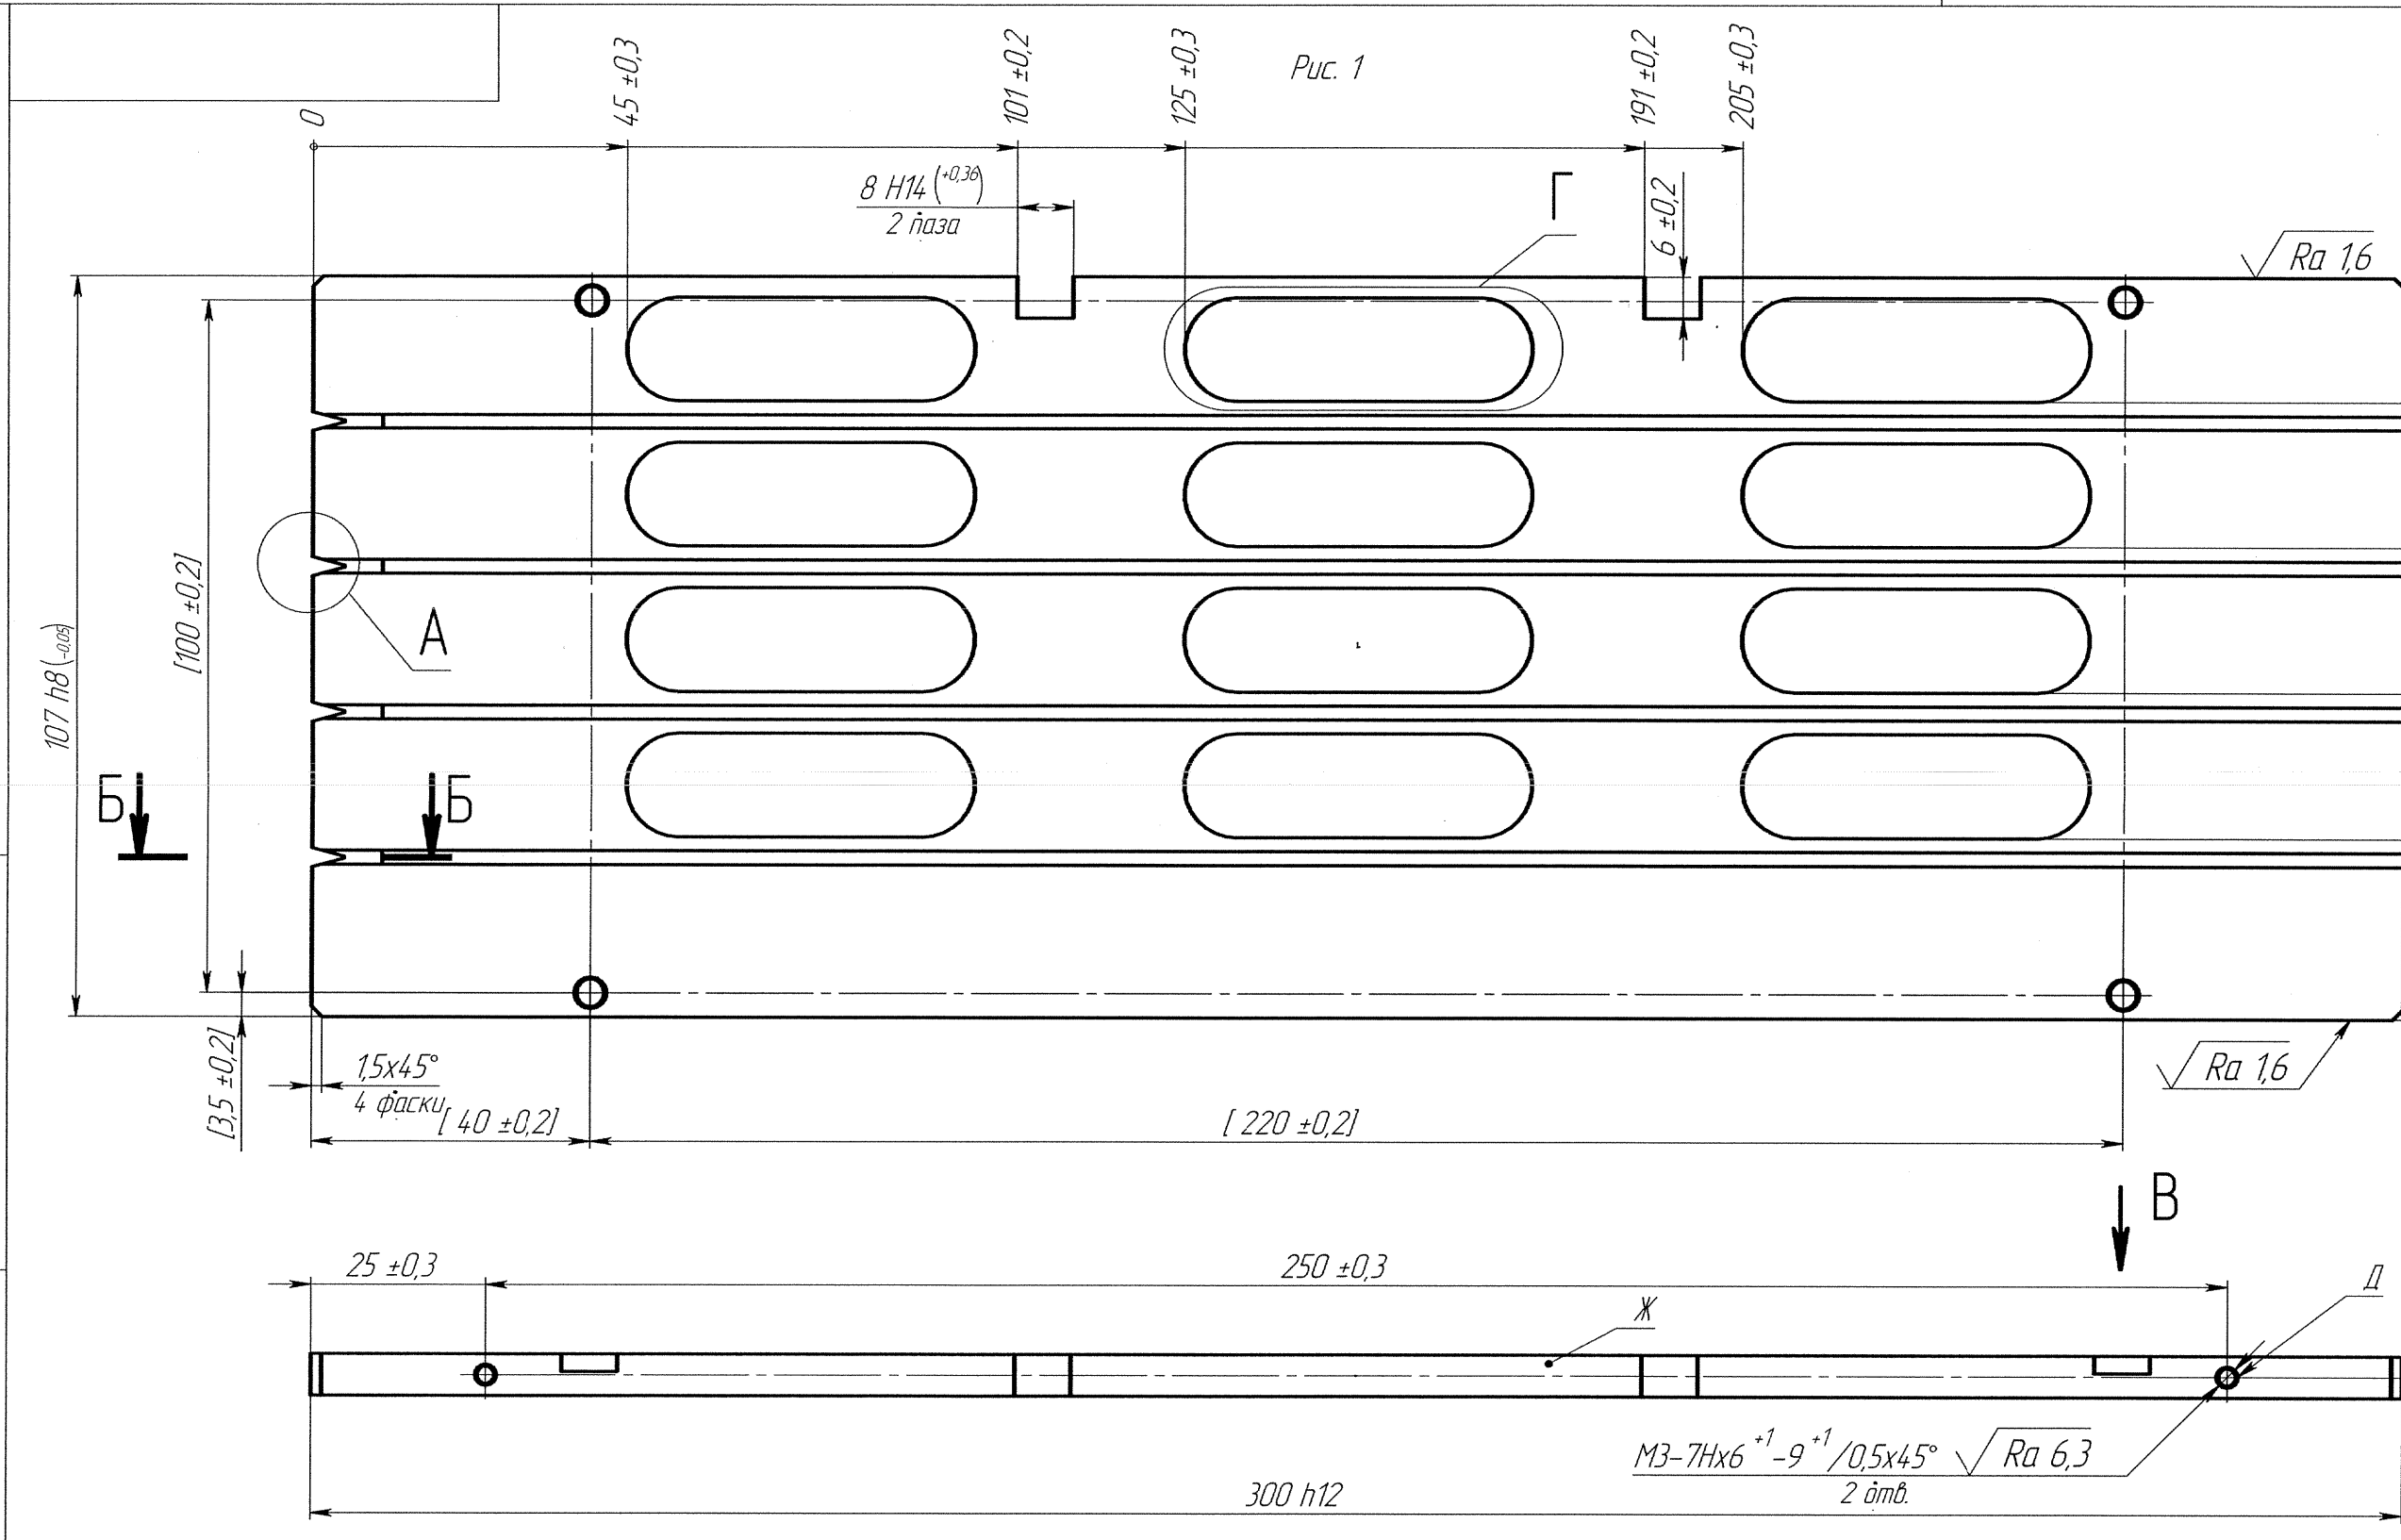 Рис. 1
0
45 ±0,3
101 ±0,2
125 ±0,3
191 ±0,2
205 ±0,3
8 H14 (+0,36)
2 паза
Г
6 ±0,2
Ra 1,6
107 h8 (-0,05)
[100 ±0,2]
А
Б
Б
[3,5 ±0,2]
1,5х45°
4 фаски
[ 40 ±0,2]
[ 220 ±0,2]
Ra 1,6
В
25 ±0,3
250 ±0,3
Ж
Д
М3-7Hх6 +1 -9 +1 /0,5х45° Ra 6,3
2 отв.
300 h12